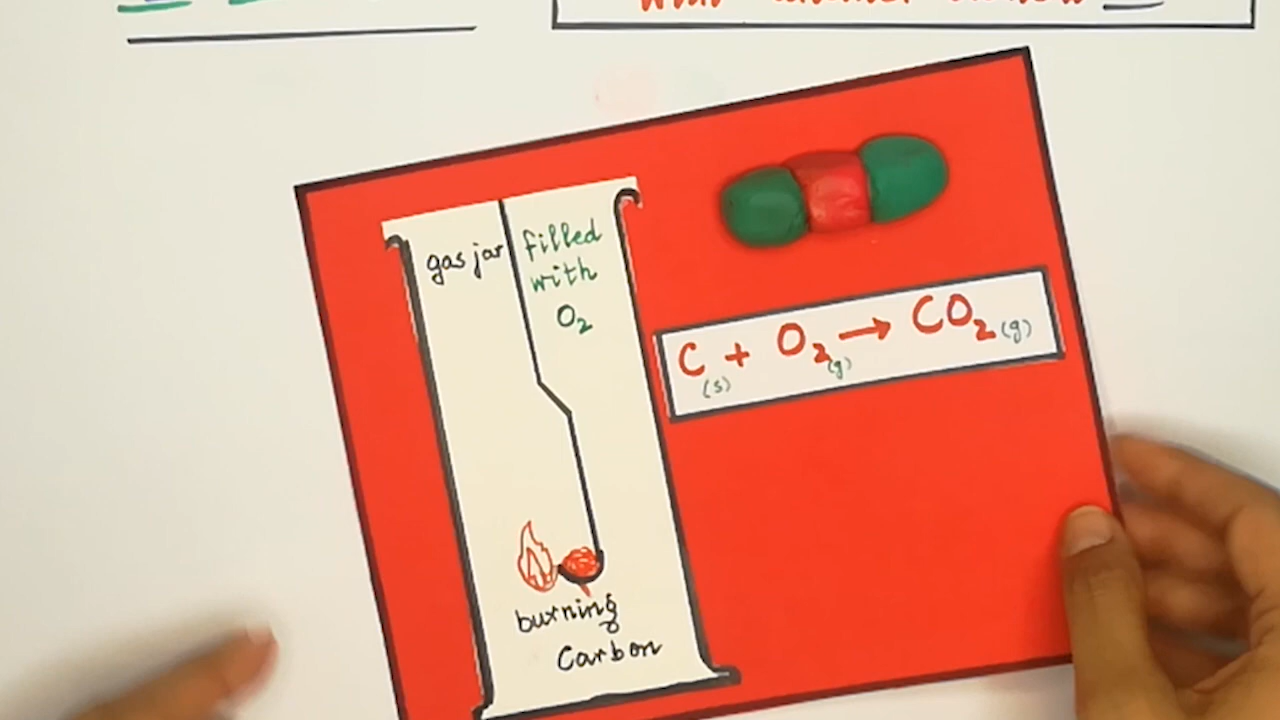 gas jar
filled
with
O₂
C(s) + O₂(g) → CO₂(g)
burning
Carbon